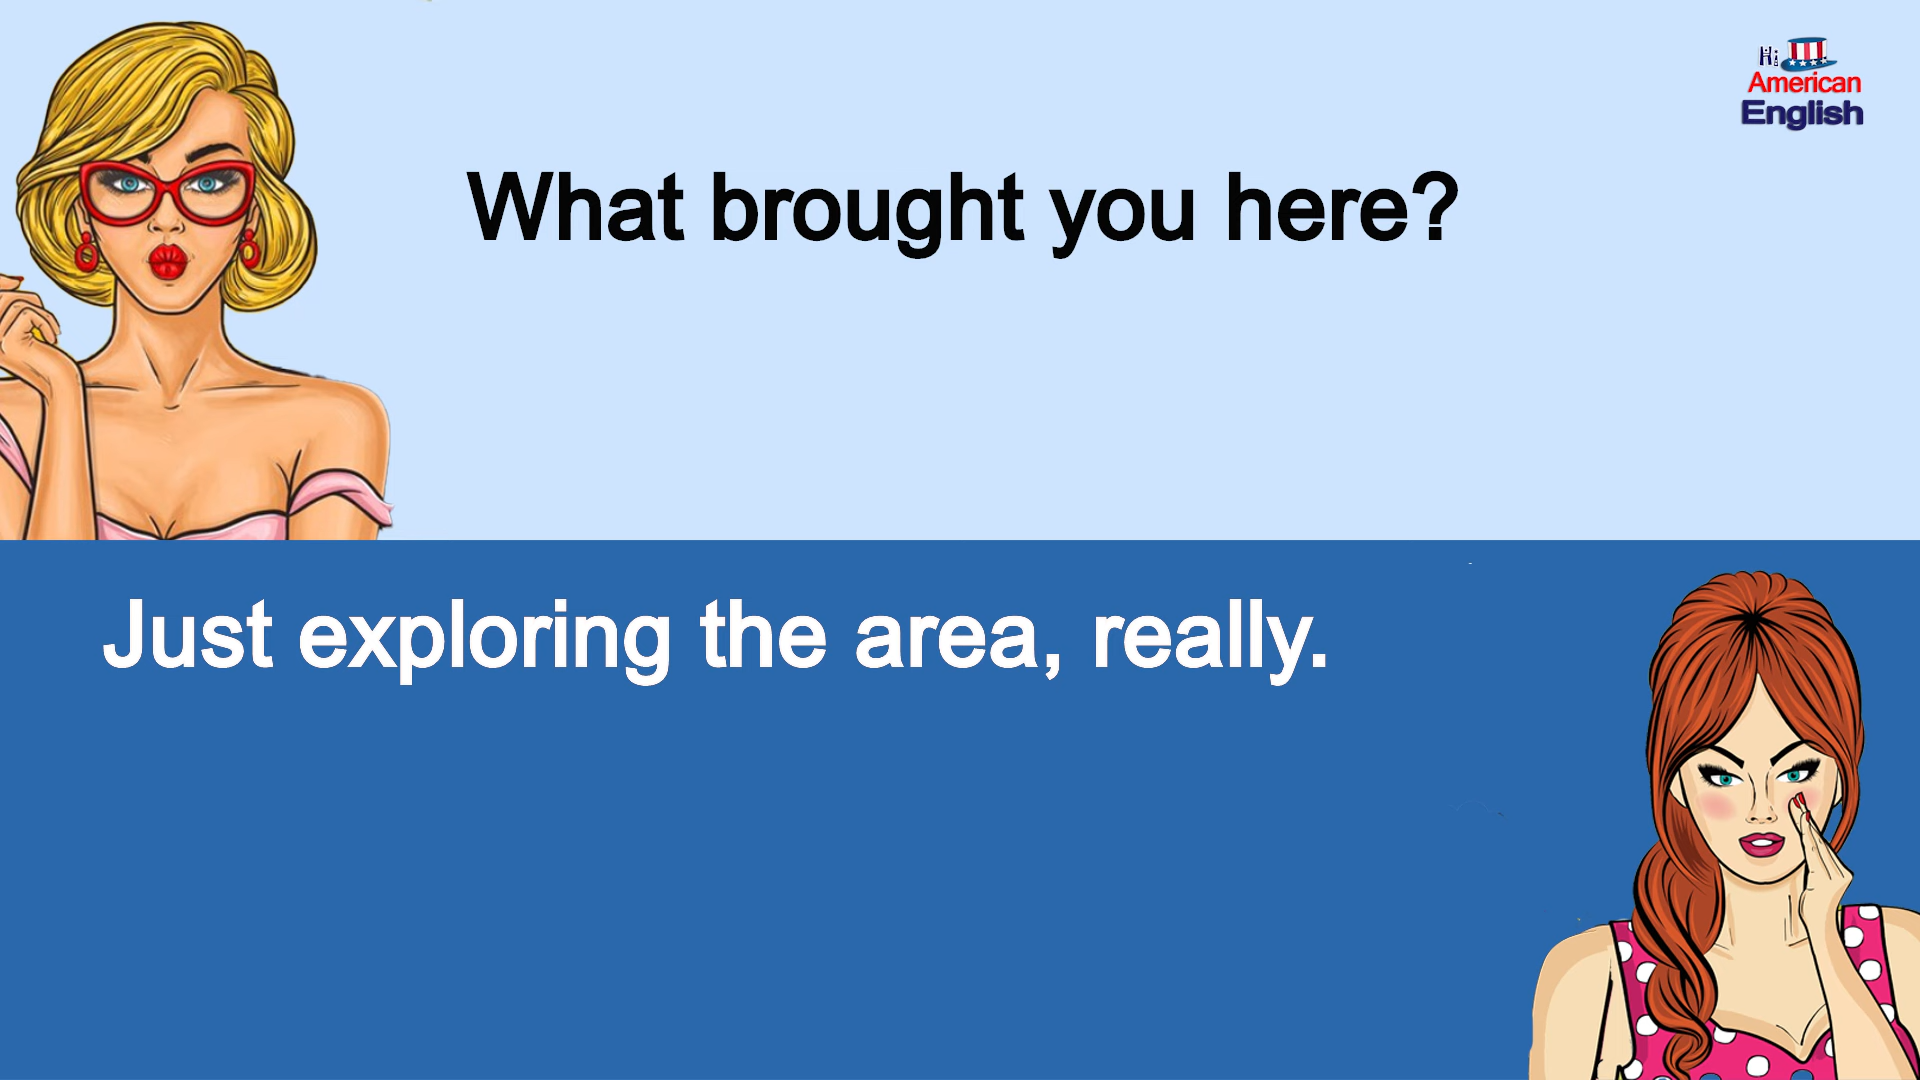 Hi
American
English
What brought you here?
Just exploring the area, really.